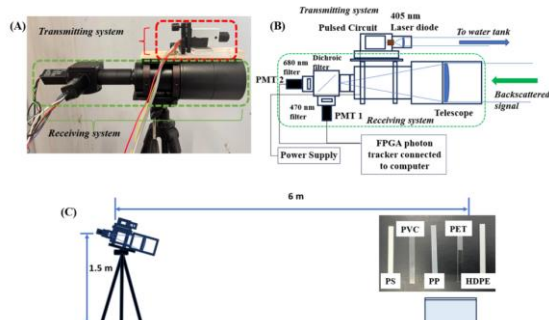 (A)
Transmitting system
Receiving system
(B)
Transmitting system
Pulsed Circuit
405 nm
Laser diode
To water tank
680 nm
filter
Dichroic
filter
PMT 2
470 nm
filter
PMT 1
Receiving system
Telescope
Backscattered
signal
Power Supply
FPGA photon
tracker connected
to computer
(C)
6 m
1.5 m
PVC
PET
PS
PP
HDPE